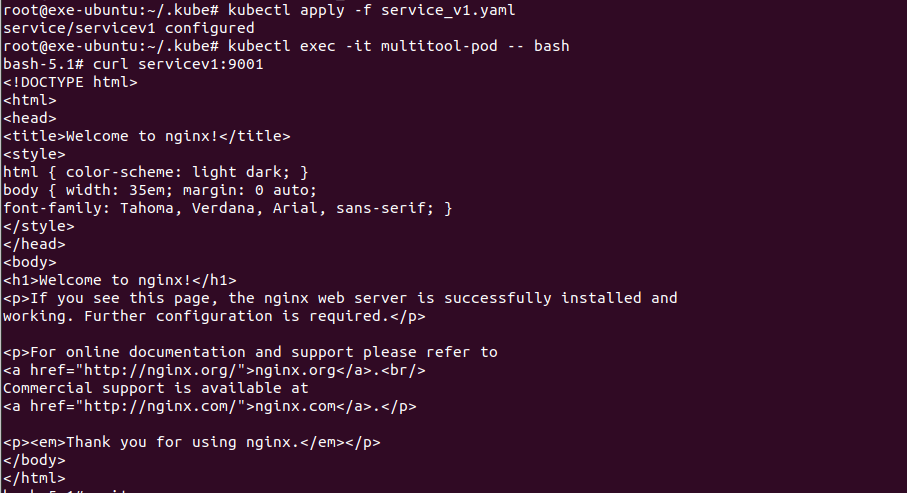 root@exe-ubuntu:~/.kube# kubectl apply -f service_v1.yaml
service/servicev1 configured
root@exe-ubuntu:~/.kube# kubectl exec -it multitool-pod -- bash
bash-5.1# curl servicev1:9001
<!DOCTYPE html>
<html>
<head>
<title>Welcome to nginx!</title>
<style>
html { color-scheme: light dark; }
body { width: 35em; margin: 0 auto;
font-family: Tahoma, Verdana, Arial, sans-serif; }
</style>
</head>
<body>
<h1>Welcome to nginx!</h1>
<p>If you see this page, the nginx web server is successfully installed and
working. Further configuration is required.</p>

<p>For online documentation and support please refer to
<a href="http://nginx.org/">nginx.org</a>.<br/>
Commercial support is available at
<a href="http://nginx.com/">nginx.com</a>.</p>

<p><em>Thank you for using nginx.</em></p>
</body>
</html>